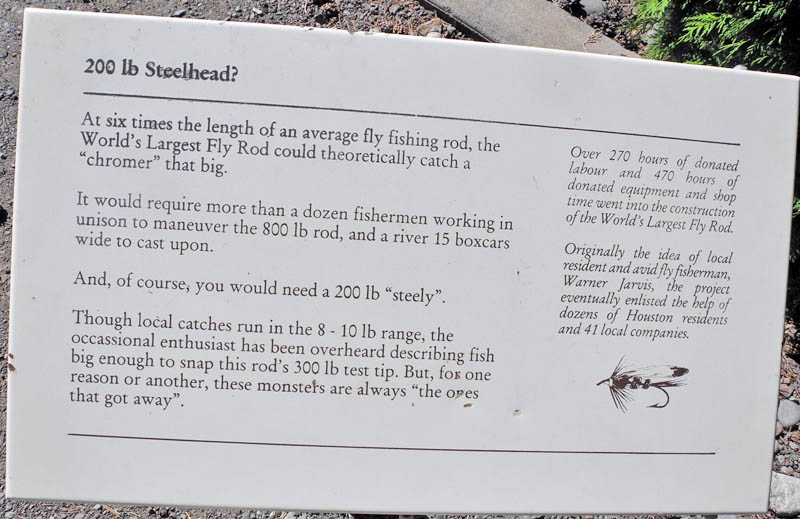 200 lb Steelhead?
At six times the length of an average fly fishing rod, the
World's Largest Fly Rod could theoretically catch a
"chromer" that big.
It would require more than a dozen fishermen working in
unison to maneuver the 800 lb rod, and a river 15 boxcars
wide to cast upon.
And, of course, you would need a 200 lb "steely".
Though local catches run in the 8 - 10 lb range, the
occassional enthusiast has been overheard describing fish
big enough to snap this rod's 300 lb test tip. But, for one
reason or another, these monsters are always "the ones
that got away".
Over 270 hours of donated
labour and 470 hours of
donated equipment and shop
time went into the construction
of the World's Largest Fly Rod.
Originally the idea of local
resident and avid fly fisherman,
Warner Jarvis, the project
eventually enlisted the help of
dozens of Houston residents
and 41 local companies.